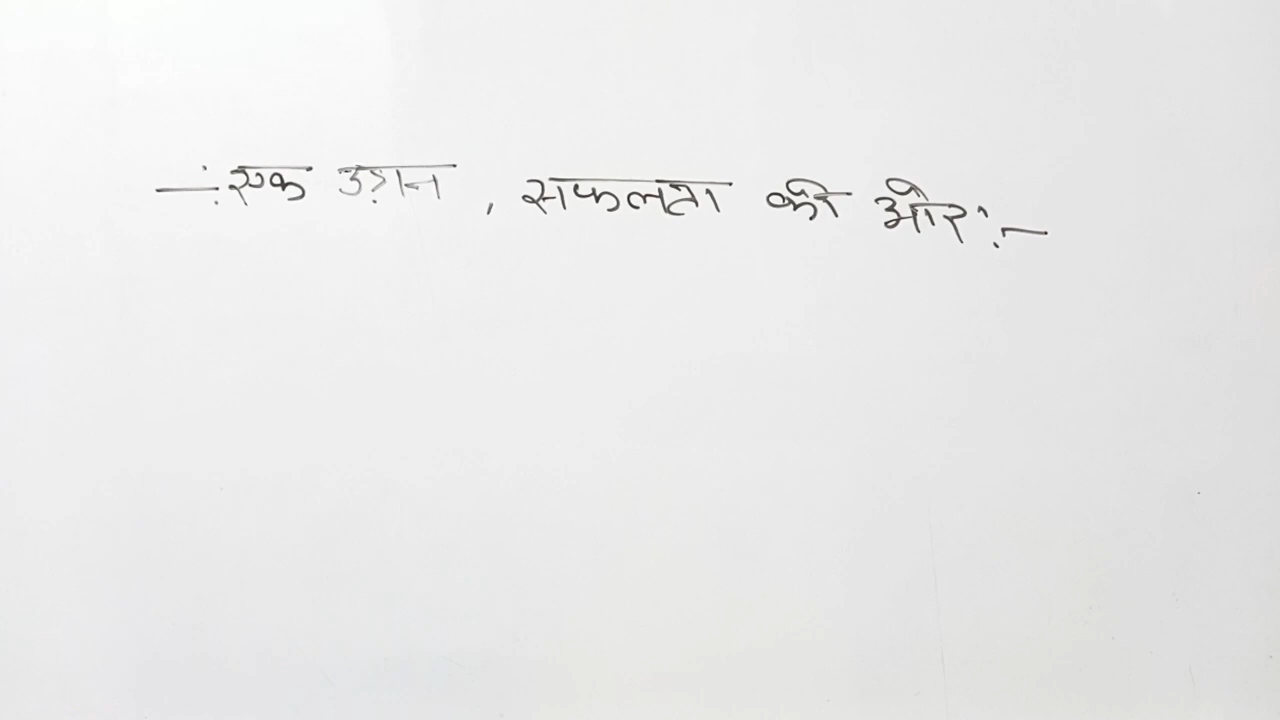 -: एक उड़ान , सफलता की ओर :-